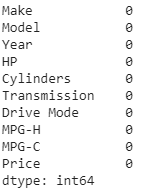 Make 0
Model 0
Year 0
HP 0
Cylinders 0
Transmission 0
Drive Mode 0
MPG-H 0
MPG-C 0
Price 0
dtype: int64